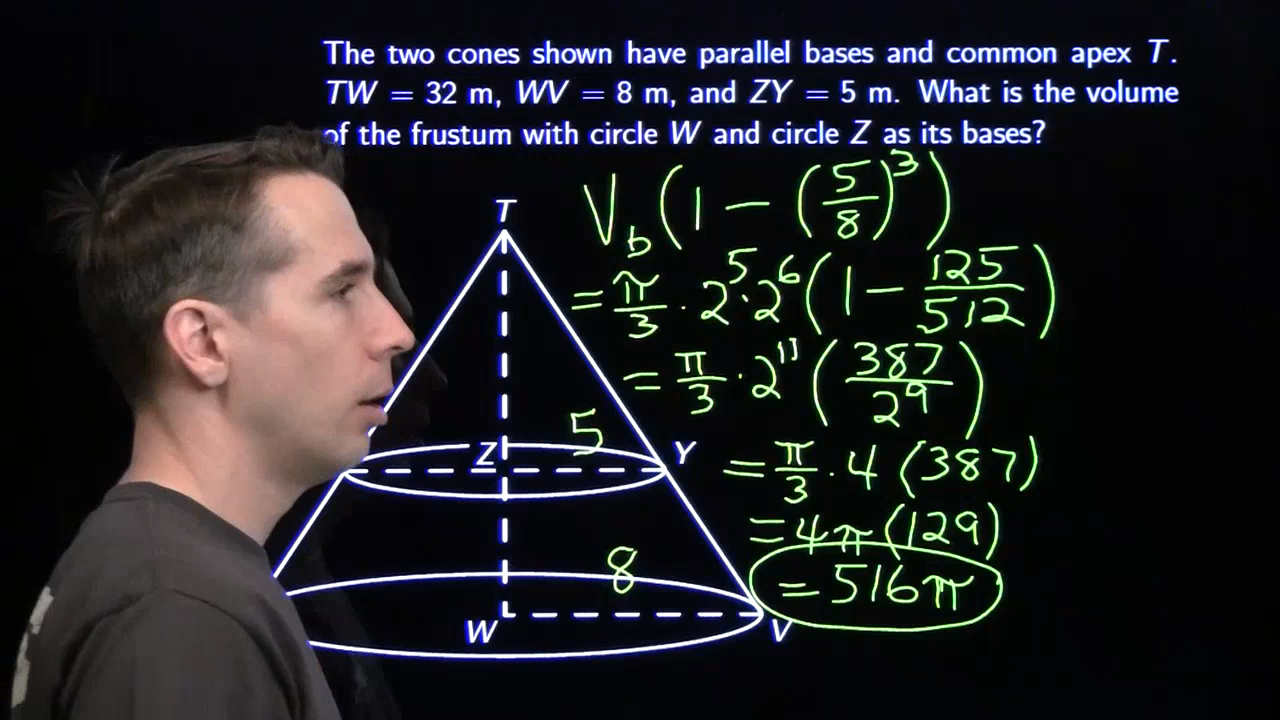 The two cones shown have parallel bases and common apex T.
TW = 32 m, WV = 8 m, and ZY = 5 m. What is the volume
of the frustum with circle W and circle Z as its bases?
V_b (1 − (5/8)^3)
= π/3 · 2^5 · 2^6 (1 − 125/512)
= π/3 · 2^11 (387/2^9)
= π/3 · 4 (387)
= 4π (129)
= 516π
T
5
Z
Y
8
W
V